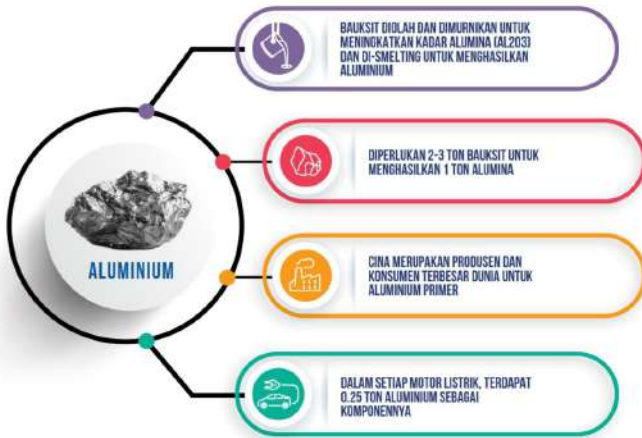 BAUKSIT DIOLAH DAN DIMURNIKAN UNTUK
MENINGKATKAN KADAR ALUMINA (AL2O3)
DAN DI-SMELTING UNTUK MENGHASILKAN
ALUMINIUM
DIPERLUKAN 2-3 TON BAUKSIT UNTUK
MENGHASILKAN 1 TON ALUMINA
ALUMINIUM
CINA MERUPAKAN PRODUSEN DAN
KONSUMEN TERBESAR DUNIA UNTUK
ALUMINIUM PRIMER
DALAM SETIAP MOTOR LISTRIK, TERDAPAT
0.25 TON ALUMINIUM SEBAGAI
KOMPONENNYA